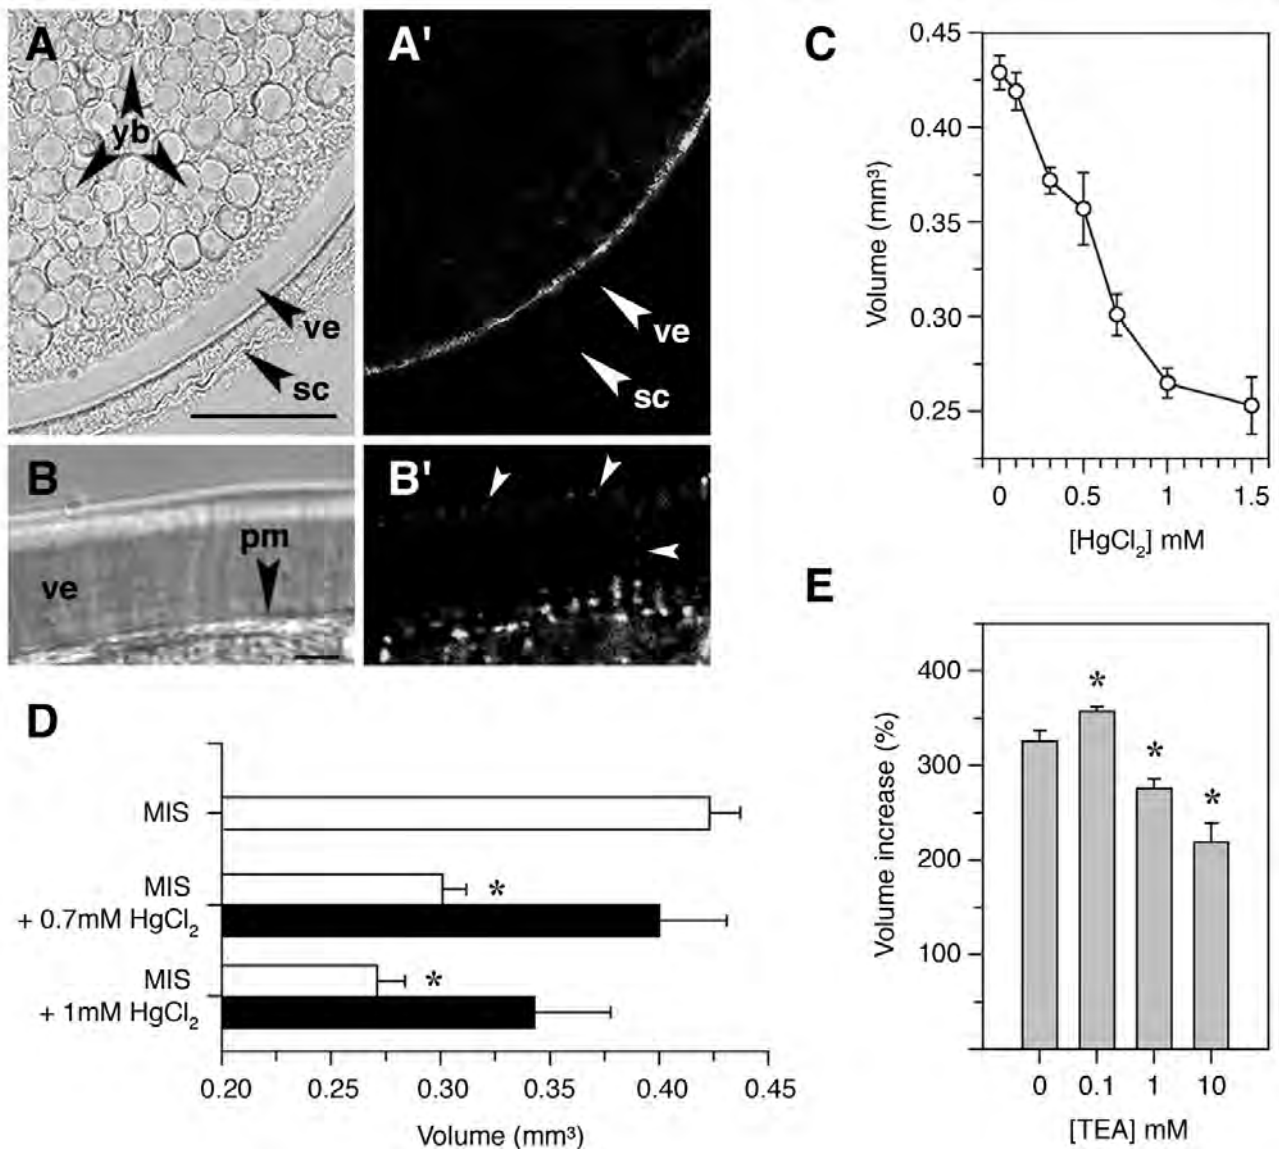 A
yb
ve
sc
A'
ve
sc
B
pm
ve
B'
C
0.45
0.40
0.35
0.30
0.25
Volume (mm³)
0 0.5 1 1.5
[HgCl₂] mM
D
MIS
MIS
+ 0.7mM HgCl₂
MIS
+ 1mM HgCl₂
*
*
0.20 0.25 0.30 0.35 0.40 0.45
Volume (mm³)
E
400
300
200
100
Volume increase (%)
* * *
0 0.1 1 10
[TEA] mM